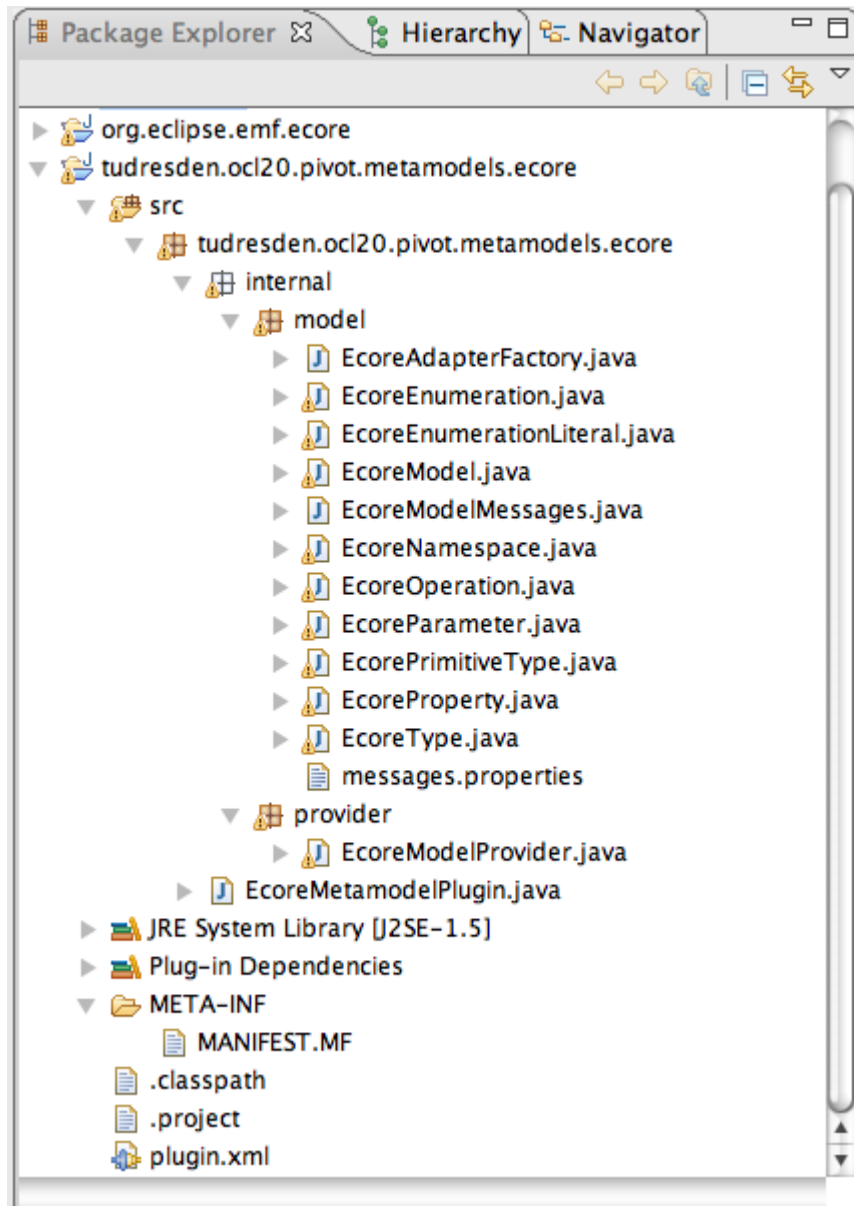 Package Explorer Hierarchy Navigator
org.eclipse.emf.ecore
tudresden.ocl20.pivot.metamodels.ecore
src
tudresden.ocl20.pivot.metamodels.ecore
internal
model
EcoreAdapterFactory.java
EcoreEnumeration.java
EcoreEnumerationLiteral.java
EcoreModel.java
EcoreModelMessages.java
EcoreNamespace.java
EcoreOperation.java
EcoreParameter.java
EcorePrimitiveType.java
EcoreProperty.java
EcoreType.java
messages.properties
provider
EcoreModelProvider.java
EcoreMetamodelPlugin.java
JRE System Library [J2SE-1.5]
Plug-in Dependencies
META-INF
MANIFEST.MF
.classpath
.project
plugin.xml